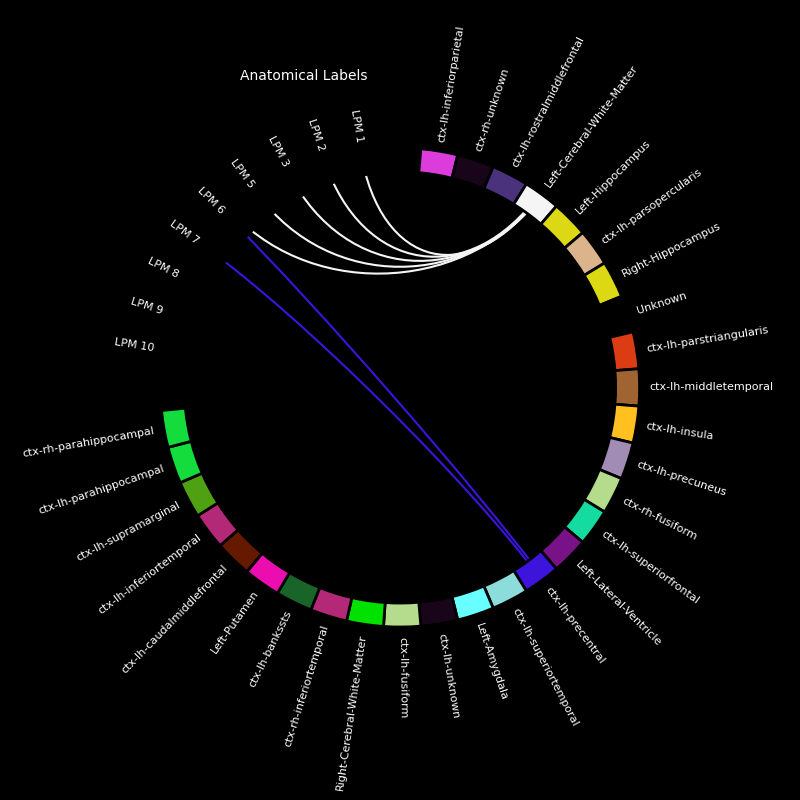 Anatomical Labels
LPM 1
LPM 2
LPM 3
LPM 5
LPM 6
LPM 7
LPM 8
LPM 9
LPM 10
ctx-lh-inferiorparietal
ctx-rh-unknown
ctx-lh-rostralmiddlefrontal
Left-Cerebral-White-Matter
Left-Hippocampus
ctx-lh-parsopercularis
Right-Hippocampus
Unknown
ctx-lh-parstriangularis
ctx-lh-middletemporal
ctx-lh-insula
ctx-lh-precuneus
ctx-rh-fusiform
ctx-lh-superiorfrontal
Left-Lateral-Ventricle
ctx-lh-precentral
ctx-lh-superiortemporal
Left-Amygdala
ctx-lh-unknown
ctx-lh-fusiform
Right-Cerebral-White-Matter
ctx-rh-inferiortemporal
ctx-lh-bankssts
Left-Putamen
ctx-lh-caudalmiddlefrontal
ctx-lh-inferiortemporal
ctx-lh-supramarginal
ctx-lh-parahippocampal
ctx-rh-parahippocampal